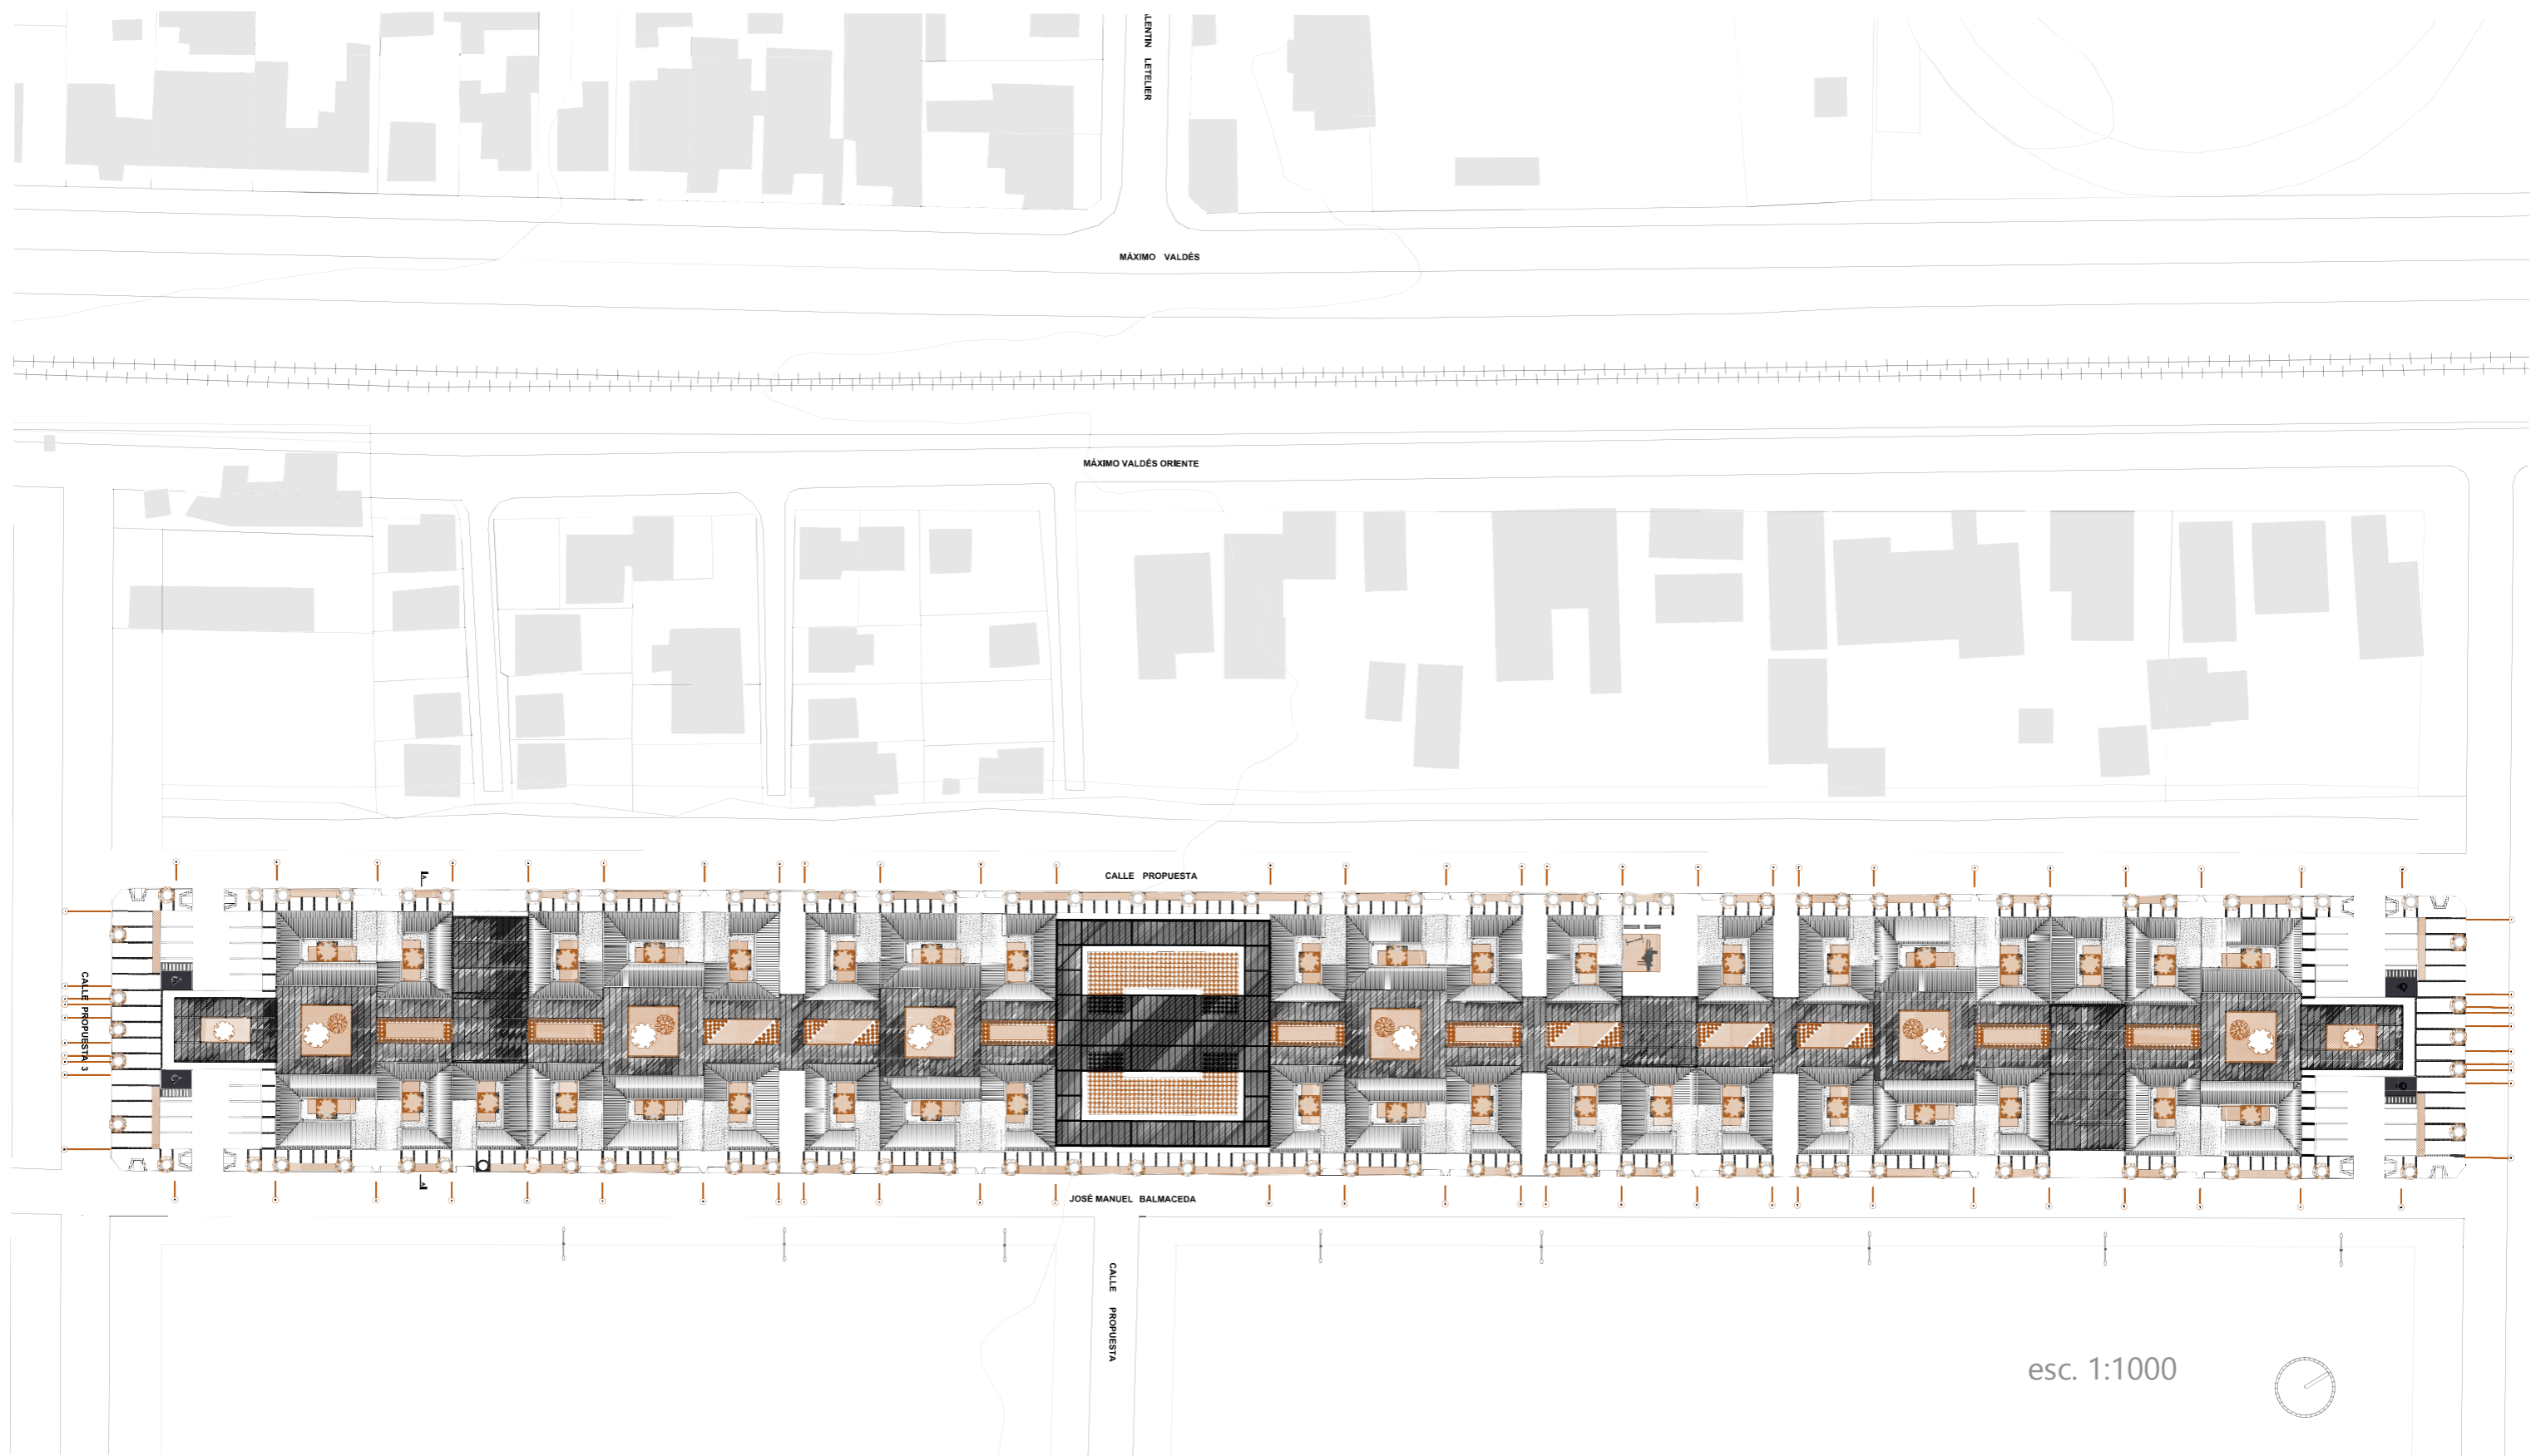 LENTIN LETELIER
MÁXIMO VALDÉS
MÁXIMO VALDÉS ORIENTE
CALLE PROPUESTA
CALLE PROPUESTA 3
JOSÉ MANUEL BALMACEDA
CALLE PROPUESTA
esc. 1:1000